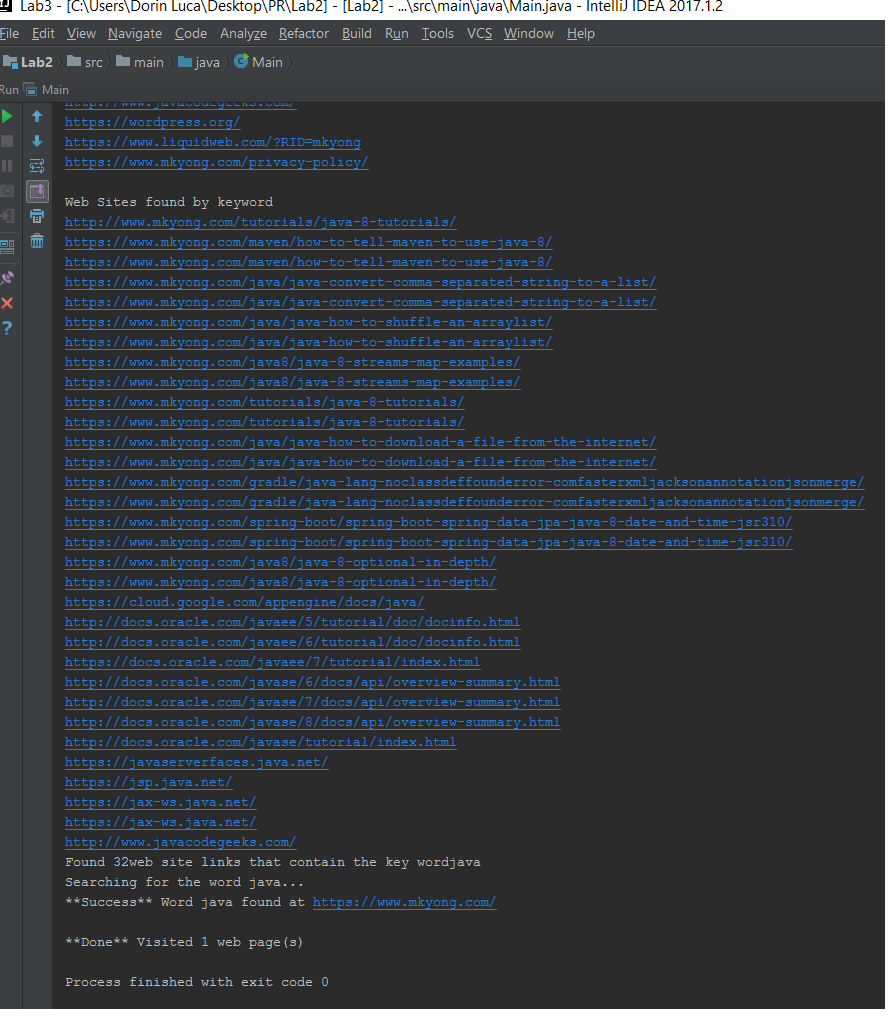 Lab3 - [C:\Users\Dorin Luca\Desktop\PR\Lab2] - [Lab2] - ...\src\main\java\Main.java - IntelliJ IDEA 2017.1.2
File Edit View Navigate Code Analyze Refactor Build Run Tools VCS Window Help
Lab2 src main java Main
Run Main
http://www.javacodegeeks.com/
https://wordpress.org/
https://www.liquidweb.com/?RID=mkyong
https://www.mkyong.com/privacy-policy/
Web Sites found by keyword
http://www.mkyong.com/tutorials/java-8-tutorials/
https://www.mkyong.com/maven/how-to-tell-maven-to-use-java-8/
https://www.mkyong.com/maven/how-to-tell-maven-to-use-java-8/
https://www.mkyong.com/java/java-convert-comma-separated-string-to-a-list/
https://www.mkyong.com/java/java-convert-comma-separated-string-to-a-list/
https://www.mkyong.com/java/java-how-to-shuffle-an-arraylist/
https://www.mkyong.com/java/java-how-to-shuffle-an-arraylist/
https://www.mkyong.com/java8/java-8-streams-map-examples/
https://www.mkyong.com/java8/java-8-streams-map-examples/
https://www.mkyong.com/tutorials/java-8-tutorials/
https://www.mkyong.com/tutorials/java-8-tutorials/
https://www.mkyong.com/java/java-how-to-download-a-file-from-the-internet/
https://www.mkyong.com/java/java-how-to-download-a-file-from-the-internet/
https://www.mkyong.com/gradle/java-lang-noclassdeffounderror-comfasterxmljacksonannotationjsonmerge/
https://www.mkyong.com/gradle/java-lang-noclassdeffounderror-comfasterxmljacksonannotationjsonmerge/
https://www.mkyong.com/spring-boot/spring-boot-spring-data-jpa-java-8-date-and-time-jsr310/
https://www.mkyong.com/spring-boot/spring-boot-spring-data-jpa-java-8-date-and-time-jsr310/
https://www.mkyong.com/java8/java-8-optional-in-depth/
https://www.mkyong.com/java8/java-8-optional-in-depth/
https://cloud.google.com/appengine/docs/java/
http://docs.oracle.com/javaee/5/tutorial/doc/docinfo.html
http://docs.oracle.com/javaee/6/tutorial/doc/docinfo.html
https://docs.oracle.com/javaee/7/tutorial/index.html
http://docs.oracle.com/javase/6/docs/api/overview-summary.html
http://docs.oracle.com/javase/7/docs/api/overview-summary.html
http://docs.oracle.com/javase/8/docs/api/overview-summary.html
http://docs.oracle.com/javase/tutorial/index.html
https://javaserverfaces.java.net/
https://jsp.java.net/
https://jax-ws.java.net/
https://jax-ws.java.net/
http://www.javacodegeeks.com/
Found 32web site links that contain the key wordjava
Searching for the word java...
**Success** Word java found at https://www.mkyong.com/
**Done** Visited 1 web page(s)
Process finished with exit code 0